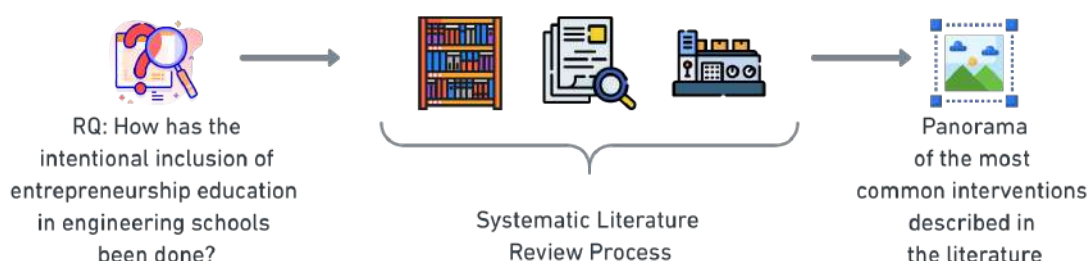 RQ: How has the
intentional inclusion of
entrepreneurship education
in engineering schools
been done?
Systematic Literature
Review Process
Panorama
of the most
common interventions
described in
the literature